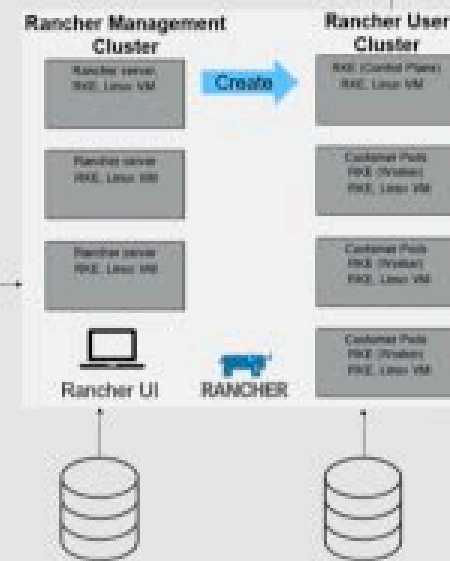 Rancher Management
Cluster
Rancher server
RKE, Linux VM
Rancher server
RKE, Linux VM
Rancher server
RKE, Linux VM
Create
Rancher User
Cluster
RKE (Control Plane)
RKE, Linux VM
Customer Pods
RKE (Worker)
RKE, Linux VM
Customer Pods
RKE (Worker)
RKE, Linux VM
Customer Pods
RKE (Worker)
RKE, Linux VM
Rancher UI
RANCHER